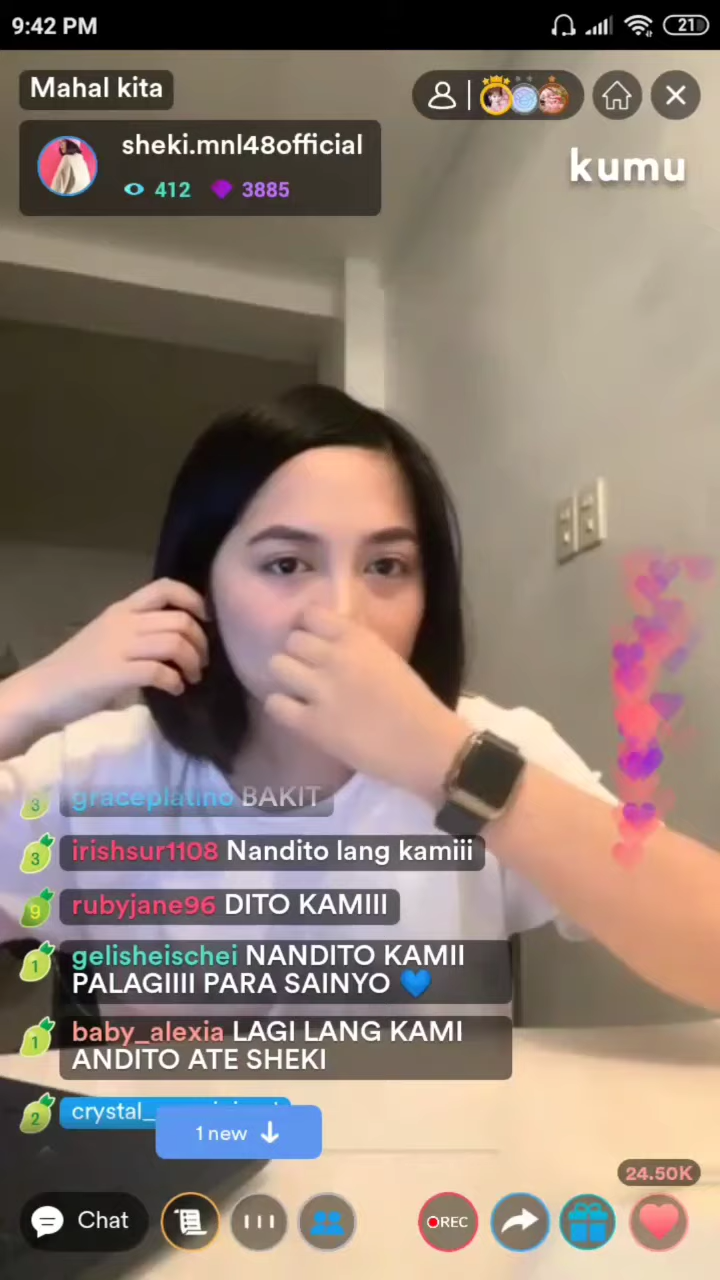 9:42 PM
21
Mahal kita
sheki.mnl48official
412 3885
kumu
3 graceplatino BAKIT
3 irishsur1108 Nandito lang kamiii
9 rubyjane96 DITO KAMIII
1 gelisheischei NANDITO KAMII
PALAGIIII PARA SAINYO 💙
1 baby_alexia LAGI LANG KAMI
ANDITO ATE SHEKI
2 crystal_
1 new ↓
24.50K
Chat
REC